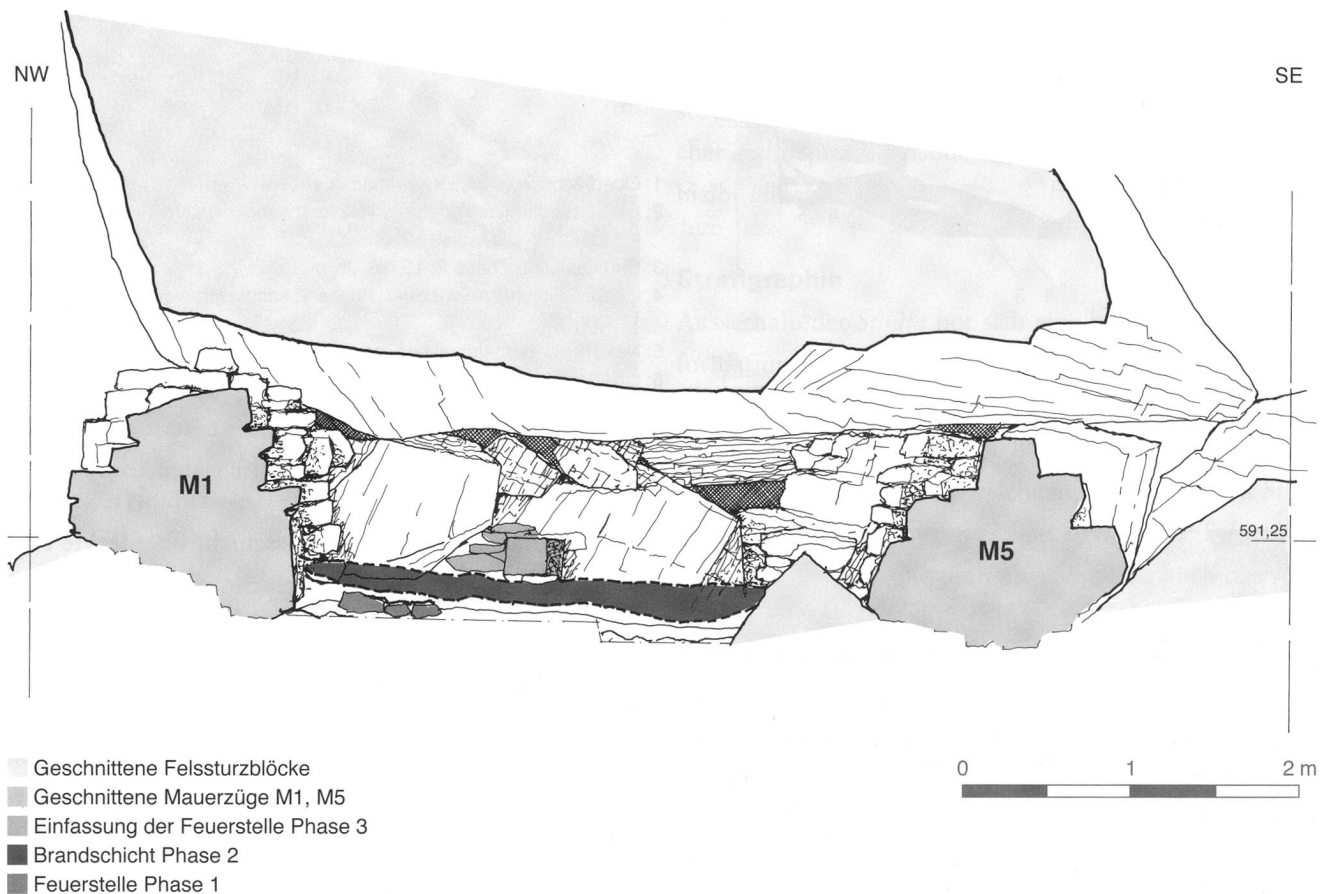 NW
SE
M1
M5
591,25
0 1 2 m
Geschnittene Felssturzblöcke
Geschnittene Mauerzüge M1, M5
Einfassung der Feuerstelle Phase 3
Brandschicht Phase 2
Feuerstelle Phase 1